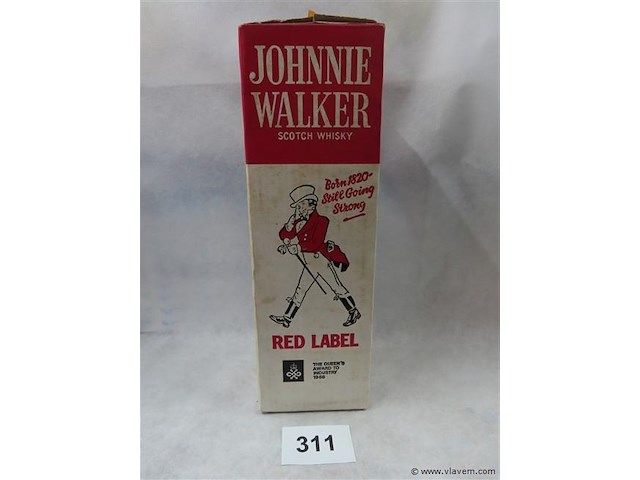 JOHNNIE
WALKER
SCOTCH WHISKY
Born 1820-
Still Going
Strong
RED LABEL
THE QUEEN'S
AWARD TO
INDUSTRY
1966
311
© www.vlavem.com